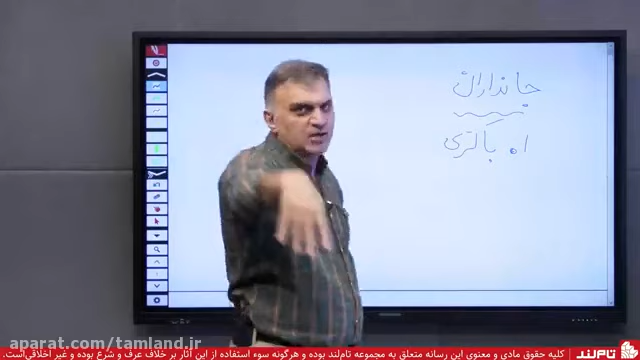 جانداران
۱. باکتری
aparat.com/tamland.ir
تام‌لند | کلیه حقوق مادی و معنوی این رسانه متعلق به مجموعه تام‌لند بوده و هرگونه سوء استفاده از این آثار بر خلاف عرف و شرع بوده و غیر اخلاقی‌است.